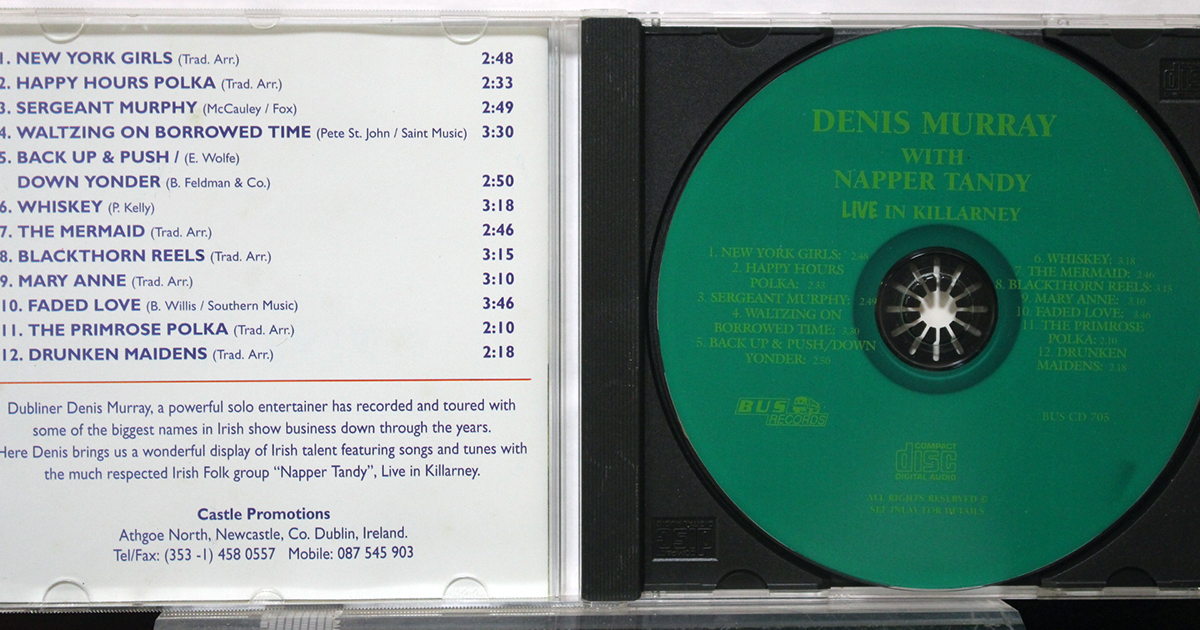 1. NEW YORK GIRLS (Trad. Arr.) 2:48
2. HAPPY HOURS POLKA (Trad. Arr.) 2:33
3. SERGEANT MURPHY (McCauley / Fox) 2:49
4. WALTZING ON BORROWED TIME (Pete St. John / Saint Music) 3:30
5. BACK UP & PUSH / (E. Wolfe)
DOWN YONDER (B. Feldman & Co.) 2:50
6. WHISKEY (P. Kelly) 3:18
7. THE MERMAID (Trad. Arr.) 2:46
8. BLACKTHORN REELS (Trad. Arr.) 3:15
9. MARY ANNE (Trad. Arr.) 3:10
10. FADED LOVE (B. Willis / Southern Music) 3:46
11. THE PRIMROSE POLKA (Trad. Arr.) 2:10
12. DRUNKEN MAIDENS (Trad. Arr.) 2:18
Dubliner Denis Murray, a powerful solo entertainer has recorded and toured with
some of the biggest names in Irish show business down through the years.
Here Denis brings us a wonderful display of Irish talent featuring songs and tunes with
the much respected Irish Folk group “Napper Tandy”, Live in Killarney.
Castle Promotions
Athgoe North, Newcastle, Co. Dublin, Ireland.
Tel/Fax: (353 -1) 458 0557 Mobile: 087 545 903
DENIS MURRAY
WITH
NAPPER TANDY
LIVE IN KILLARNEY
1. NEW YORK GIRLS: 2.48
2. HAPPY HOURS
POLKA: 2.33
3. SERGEANT MURPHY: 2.49
4. WALTZING ON
BORROWED TIME: 3.30
5. BACK UP & PUSH/DOWN
YONDER: 2.50
6. WHISKEY: 3.18
7. THE MERMAID: 2.46
8. BLACKTHORN REELS: 3.15
9. MARY ANNE: 3.10
10. FADED LOVE: 3.46
11. THE PRIMROSE
POLKA: 2.10
12. DRUNKEN
MAIDENS: 2.18
BUS
RECORDS
BUS CD 705
COMPACT
disc
DIGITAL AUDIO
ALL RIGHTS RESERVED ©
SEE INLAY FOR DETAILS
disc